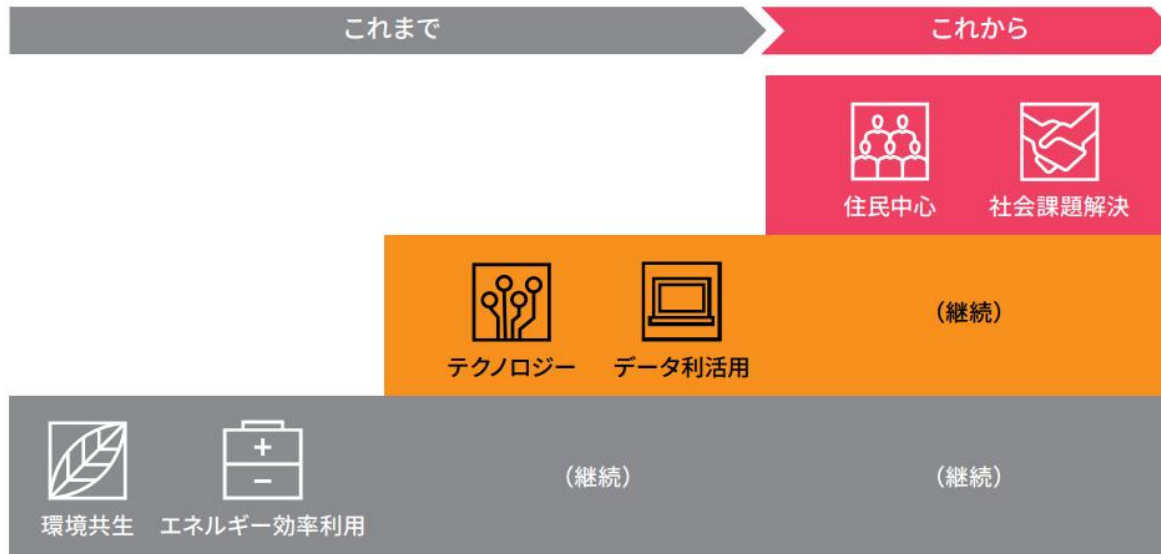 これまで
これから
住民中心
社会課題解決
テクノロジー
データ利活用
（継続）
環境共生
エネルギー効率利用
（継続）
（継続）